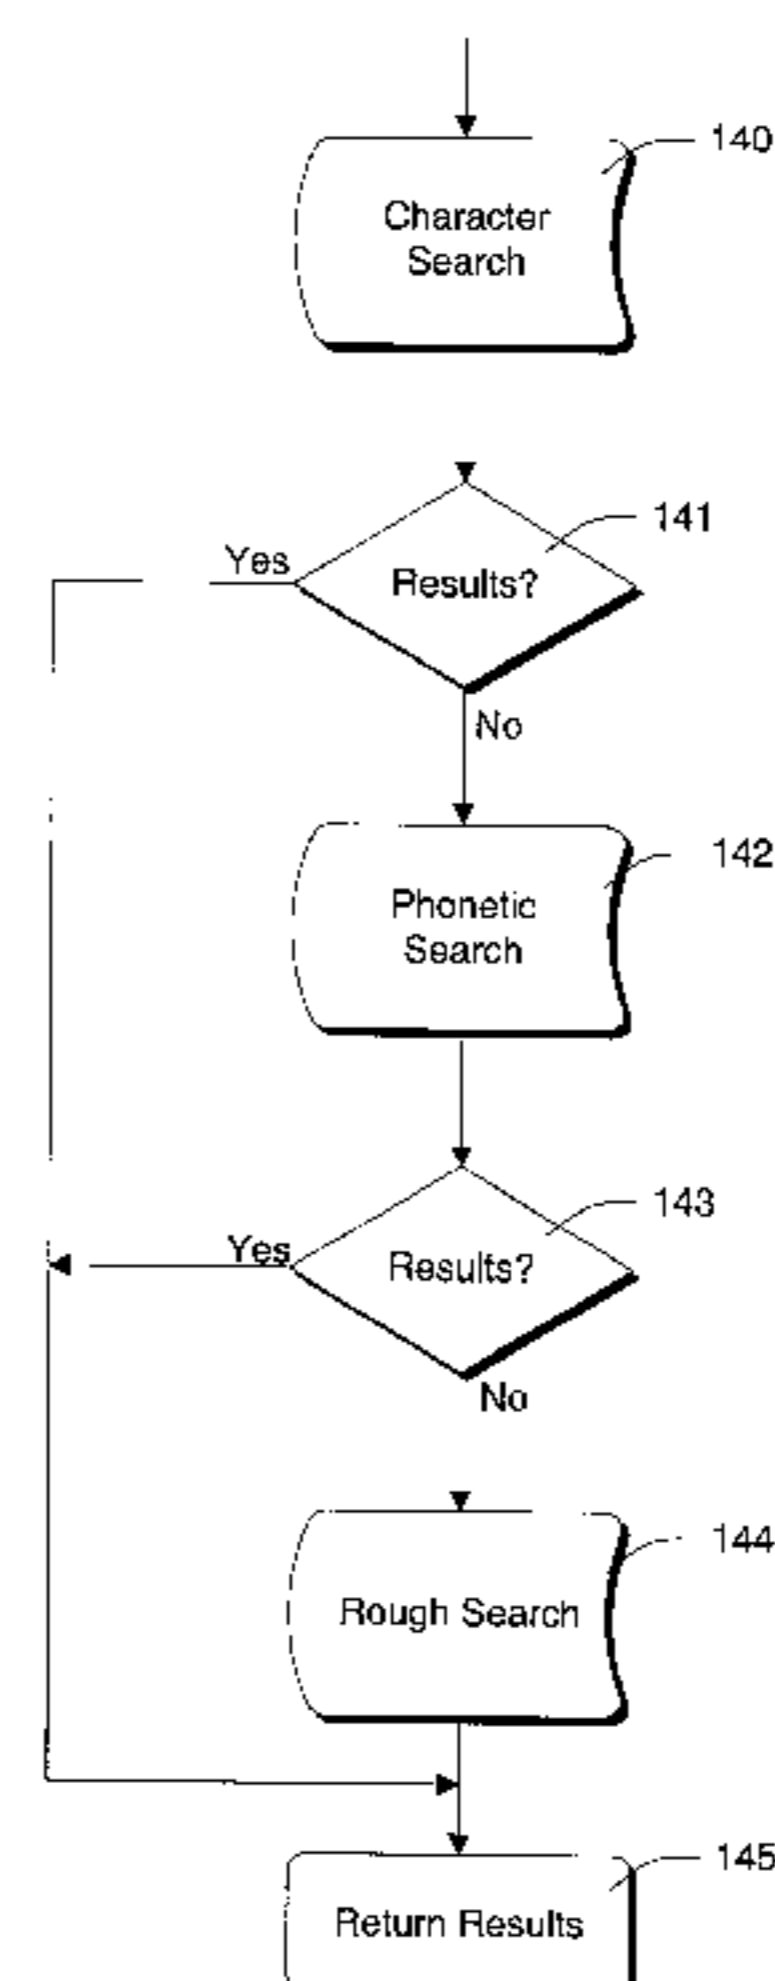 140
Character
Search
141
Yes
Results?
No
142
Phonetic
Search
143
Yes
Results?
No
144
Rough Search
145
Return Results